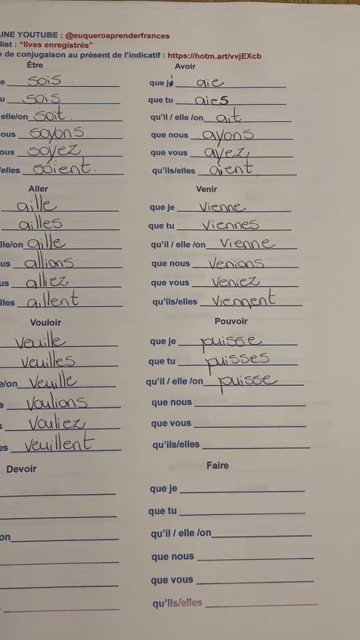 INE YOUTUBE : @euqueroaprenderfrances
list : "lives enregistrés"
e de conjugaison au présent de l'indicatif : https://hotm.art/vvjEXcb
Être Avoir
e sois que j' aie
u sois que tu aies
elle/on soit qu'il / elle /on ait
ous soyons que nous ayons
ous soyez que vous ayez
/elles soient. qu'ils/elles aient
Aller Venir
aille que je vienne
ailles que tu viennes
lle/on aille qu'il / elle /on vienne
us allions que nous venions
us alliez que vous veniez
lles aillent qu'ils/elles viennent
Vouloir Pouvoir
veuille que je puisse
veuilles que tu puisses
e/on veuille qu'il / elle /on puisse
s voulions que nous
s vouliez que vous
es veuillent qu'ils/elles
Devoir Faire
que je
que tu
on qu'il / elle /on
que nous
que vous
qu'ils/elles